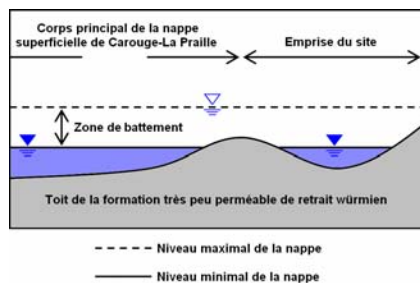 Corps principal de la nappe
superficielle de Carouge-La Praille
Emprise du site
Zone de battement
Toit de la formation très peu perméable de retrait würmien
Niveau maximal de la nappe
Niveau minimal de la nappe